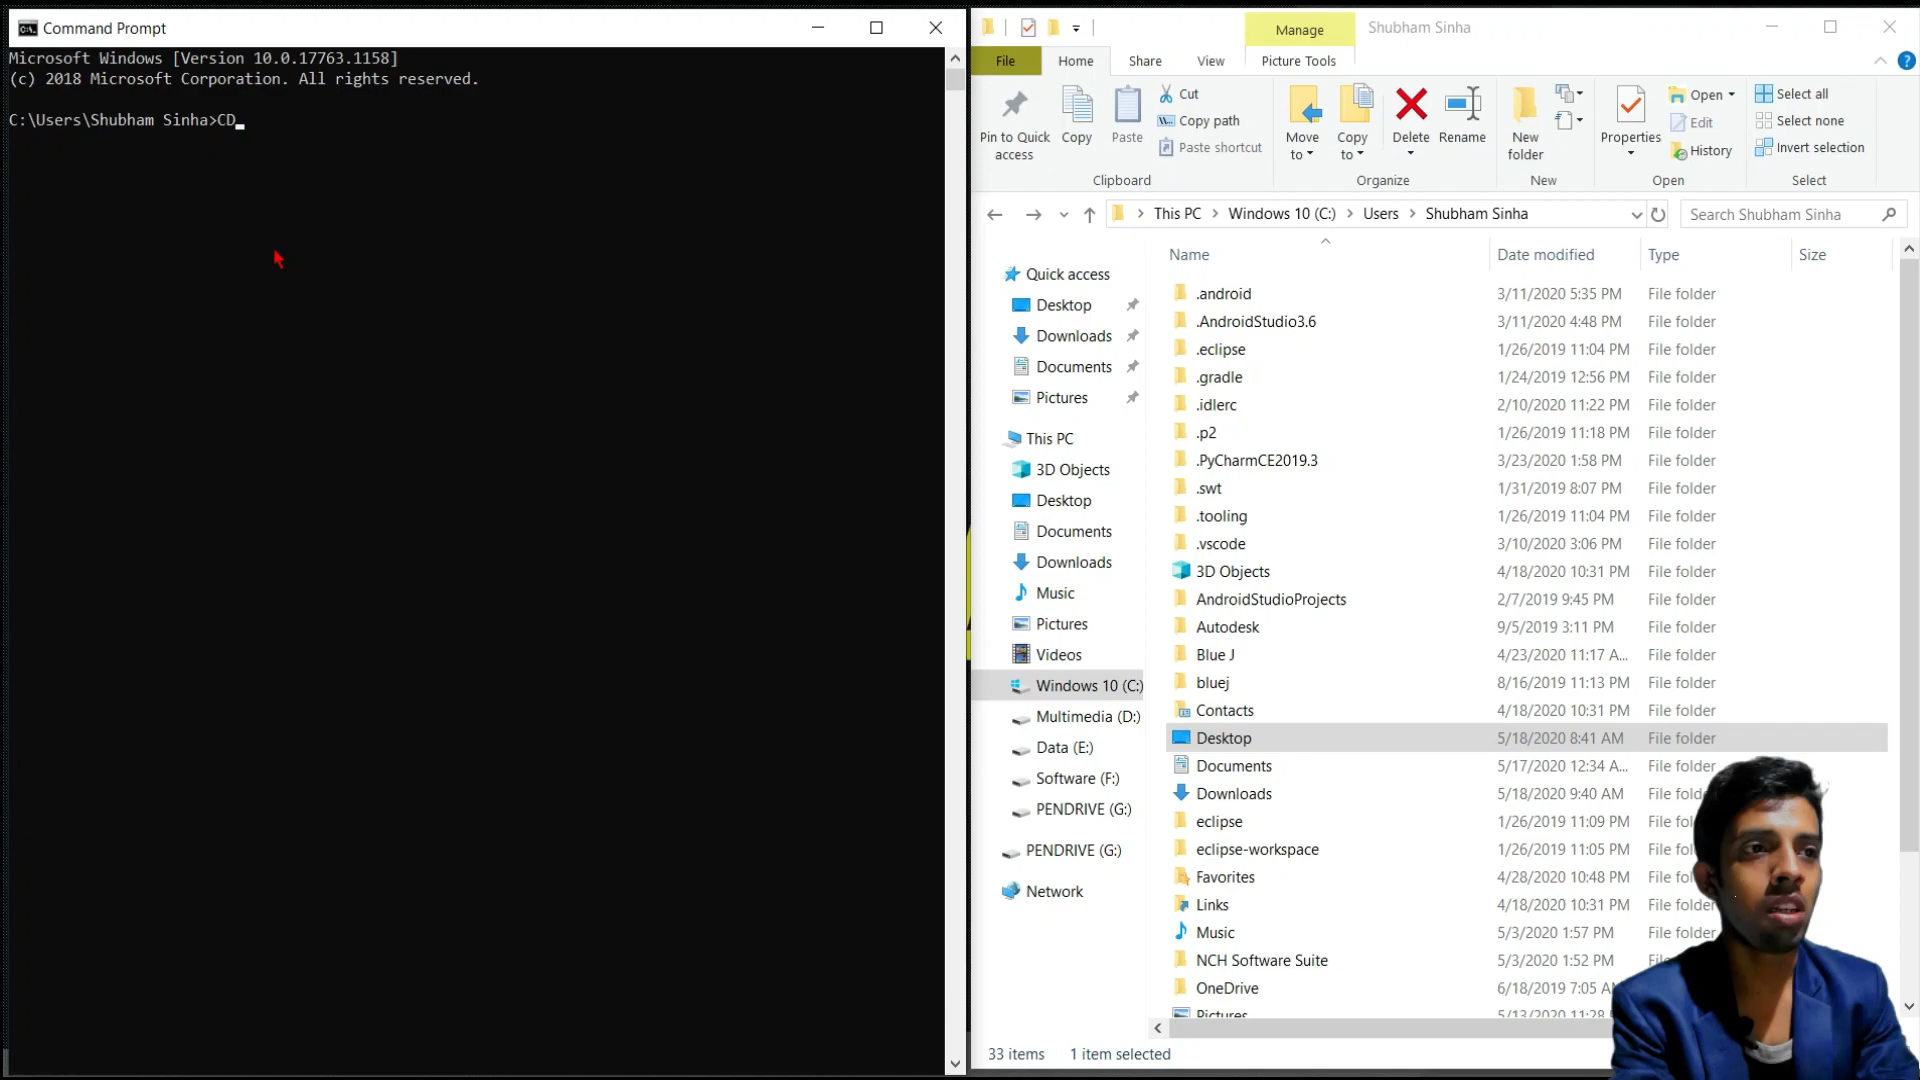 Command Prompt
Microsoft Windows [Version 10.0.17763.1158]
(c) 2018 Microsoft Corporation. All rights reserved.
C:\Users\Shubham Sinha>CD_
Manage
Shubham Sinha
File
Home
Share
View
Picture Tools
Pin to Quick access
Copy
Paste
Cut
Copy path
Paste shortcut
Clipboard
Move to
Copy to
Delete
Rename
Organize
New folder
New
Properties
Open
Edit
History
Open
Select all
Select none
Invert selection
Select
This PC > Windows 10 (C:) > Users > Shubham Sinha
Search Shubham Sinha
Quick access
Desktop
Downloads
Documents
Pictures
This PC
3D Objects
Desktop
Documents
Downloads
Music
Pictures
Videos
Windows 10 (C:)
Multimedia (D:)
Data (E:)
Software (F:)
PENDRIVE (G:)
PENDRIVE (G:)
Network
Name Date modified Type Size
.android 3/11/2020 5:35 PM File folder
.AndroidStudio3.6 3/11/2020 4:48 PM File folder
.eclipse 1/26/2019 11:04 PM File folder
.gradle 1/24/2019 12:56 PM File folder
.idlerc 2/10/2020 11:22 PM File folder
.p2 1/26/2019 11:18 PM File folder
.PyCharmCE2019.3 3/23/2020 1:58 PM File folder
.swt 1/31/2019 8:07 PM File folder
.tooling 1/26/2019 11:04 PM File folder
.vscode 3/10/2020 3:06 PM File folder
3D Objects 4/18/2020 10:31 PM File folder
AndroidStudioProjects 2/7/2019 9:45 PM File folder
Autodesk 9/5/2019 3:11 PM File folder
Blue J 4/23/2020 11:17 A... File folder
bluej 8/16/2019 11:13 PM File folder
Contacts 4/18/2020 10:31 PM File folder
Desktop 5/18/2020 8:41 AM File folder
Documents 5/17/2020 12:34 A... File folder
Downloads 5/18/2020 9:40 AM File fold
eclipse 1/26/2019 11:09 PM File fol
eclipse-workspace 1/26/2019 11:05 PM File fol
Favorites 4/28/2020 10:48 PM File fol
Links 4/18/2020 10:31 PM File folder
Music 5/3/2020 1:57 PM File folder
NCH Software Suite 5/3/2020 1:52 PM
OneDrive 6/18/2019 7:05 A
Pictures 5/13/2020 11:28
33 items 1 item selected